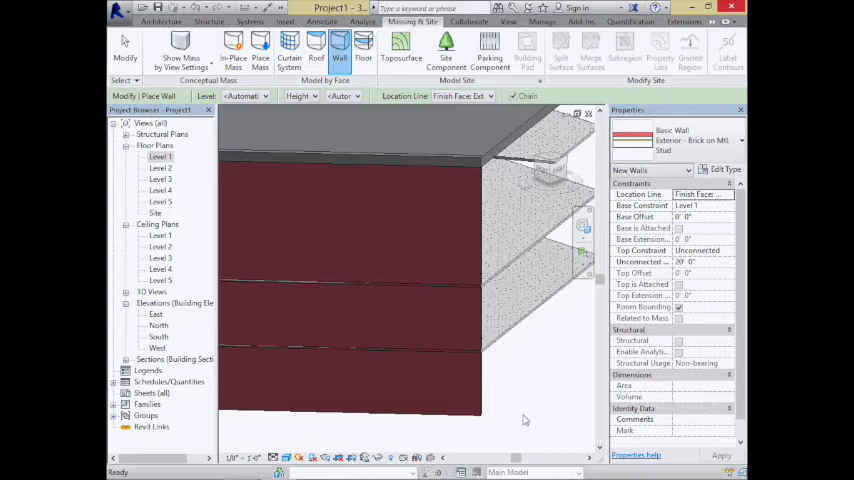 Project1 - 3...
Type a keyword or phrase
Sign In
Architecture Structure Systems Insert Annotate Analyze Massing & Site Collaborate View Manage Add-Ins Quantification Extensions
Modify
Show Mass
by View Settings
In-Place
Mass
Place
Mass
Curtain
System
Roof
Wall
Floor
Toposurface
Site
Component
Parking
Component
Building
Pad
Split
Surface
Merge
Surfaces
Subregion
Property
Line
Graded
Region
Label
Contours
Select
Conceptual Mass
Model by Face
Model Site
Modify Site
Modify | Place Wall
Level: <Automati
Height
<Autor
Location Line: Finish Face: Ext
Chain
Project Browser - Project1
Views (all)
Structural Plans
Floor Plans
Level 1
Level 2
Level 3
Level 4
Level 5
Site
Ceiling Plans
Level 1
Level 2
Level 3
Level 4
Level 5
3D Views
Elevations (Building Ele
East
North
South
West
Sections (Building Secti
Legends
Schedules/Quantities
Sheets (all)
Families
Groups
Revit Links
Properties
Basic Wall
Exterior - Brick on Mtl.
Stud
New Walls
Edit Type
Constraints
Location Line Finish Face: ...
Base Constraint Level 1
Base Offset 0' 0"
Base is Attached
Base Extension... 0' 0"
Top Constraint Unconnected
Unconnected ... 20' 0"
Top Offset 0' 0"
Top is Attached
Top Extension ... 0' 0"
Room Bounding
Related to Mass
Structural
Structural
Enable Analyti...
Structural Usage Non-bearing
Dimensions
Area
Volume
Identity Data
Comments
Mark
Properties help
Apply
1/8" = 1'-0"
Ready
:0
Main Model